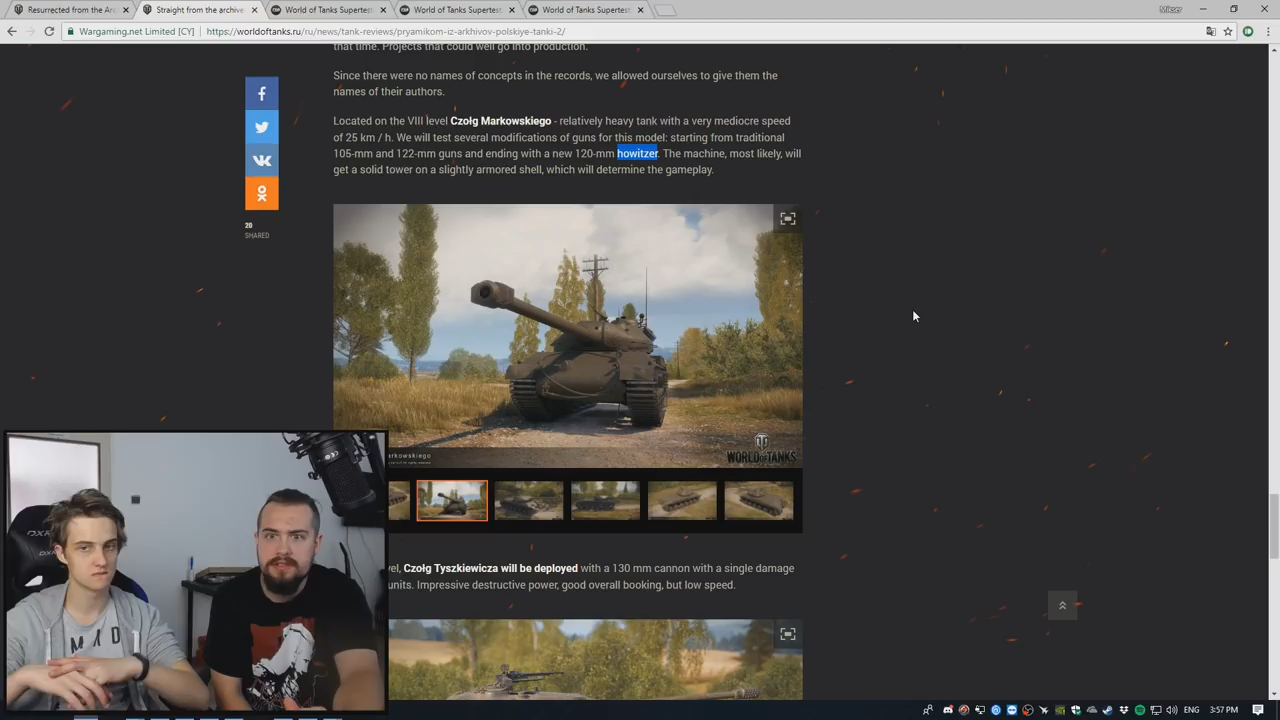 Resurrected from the Ar
Straight from the archive
World of Tanks Supertest
World of Tanks Supertest
World of Tanks Supertest
Wargaming.net Limited [CY]
https://worldoftanks.ru/ru/news/tank-reviews/pryamikom-iz-arkhivov-polskiye-tanki-2/
that time. Projects that could well go into production.
Since there were no names of concepts in the records, we allowed ourselves to give them the
names of their authors.
Located on the VIII level Czołg Markowskiego - relatively heavy tank with a very mediocre speed
of 25 km / h. We will test several modifications of guns for this model: starting from traditional
105-mm and 122-mm guns and ending with a new 120-mm howitzer. The machine, most likely, will
get a solid tower on a slightly armored shell, which will determine the gameplay.
20
SHARED
arkowskiego
WORLD OF TANKS
el, Czołg Tyszkiewicza will be deployed with a 130 mm cannon with a single damage
units. Impressive destructive power, good overall booking, but low speed.
DXR
MAD
ENG
3:57 PM